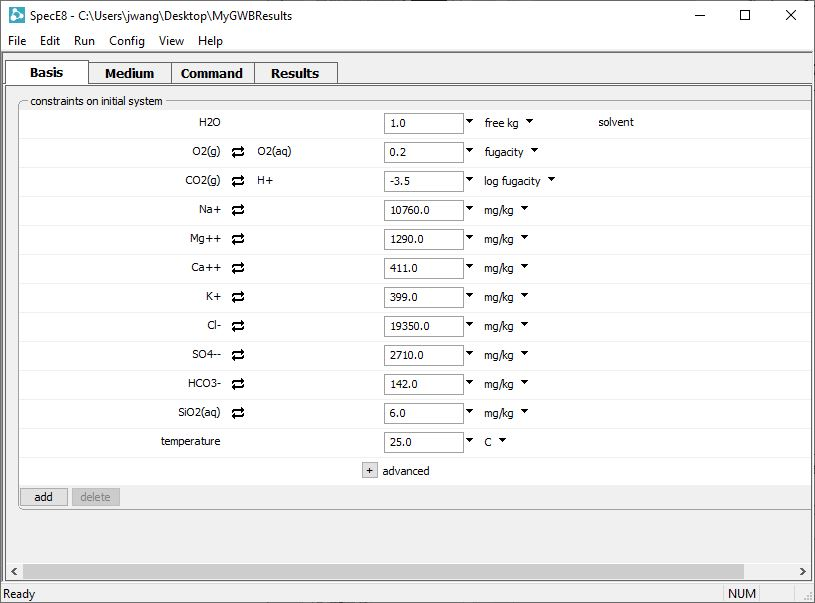 SpecE8 - C:\Users\jwang\Desktop\MyGWBResults
File Edit Run Config View Help
Basis Medium Command Results
constraints on initial system
H2O 1.0 free kg solvent
O2(g) O2(aq) 0.2 fugacity
CO2(g) H+ -3.5 log fugacity
Na+ 10760.0 mg/kg
Mg++ 1290.0 mg/kg
Ca++ 411.0 mg/kg
K+ 399.0 mg/kg
Cl- 19350.0 mg/kg
SO4-- 2710.0 mg/kg
HCO3- 142.0 mg/kg
SiO2(aq) 6.0 mg/kg
temperature 25.0 C
+ advanced
add delete
Ready NUM